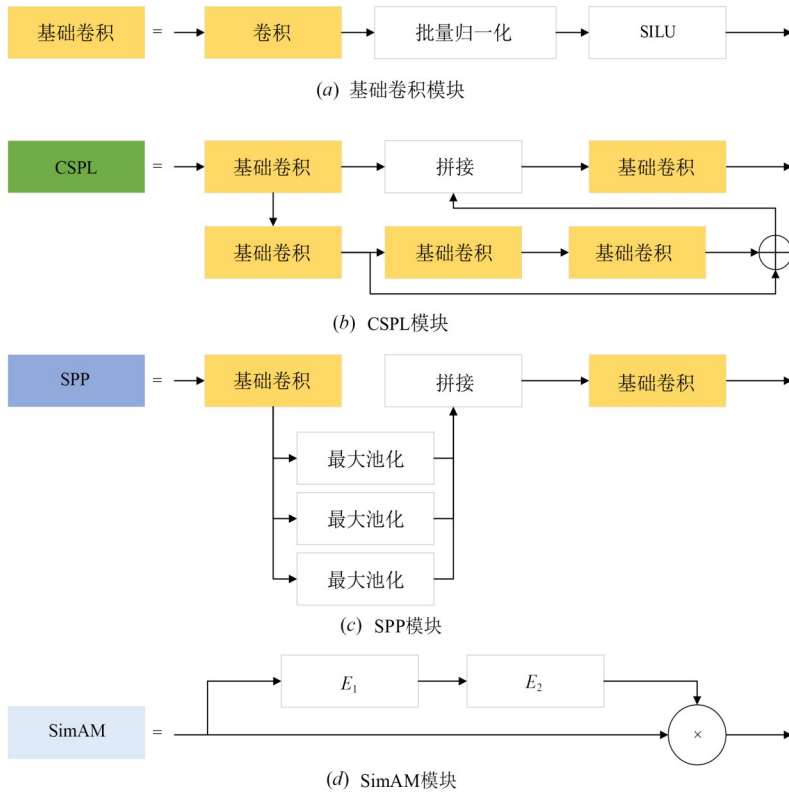 基础卷积 = 卷积 批量归一化 SILU
(a) 基础卷积模块
CSPL = 基础卷积 拼接 基础卷积
基础卷积 基础卷积 基础卷积
(b) CSPL模块
SPP = 基础卷积 拼接 基础卷积
最大池化
最大池化
最大池化
(c) SPP模块
E₁ E₂
SimAM = ×
(d) SimAM模块